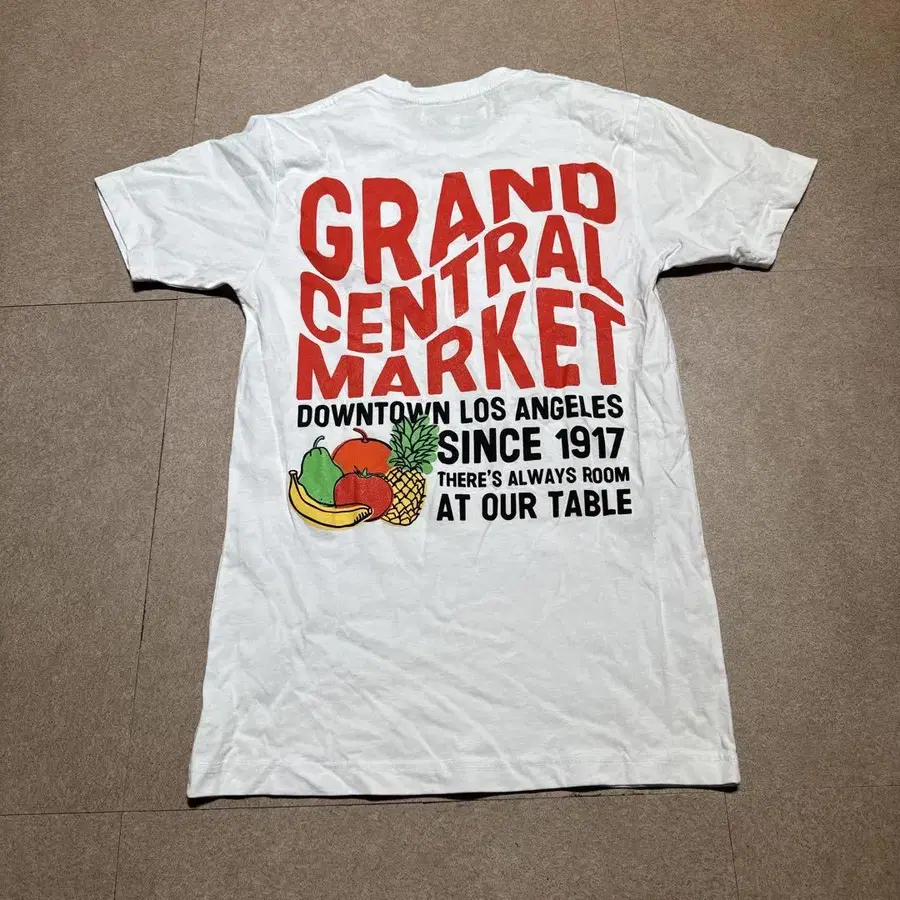 GRAND
CENTRAL
MARKET
DOWNTOWN LOS ANGELES
SINCE 1917
THERE'S ALWAYS ROOM
AT OUR TABLE